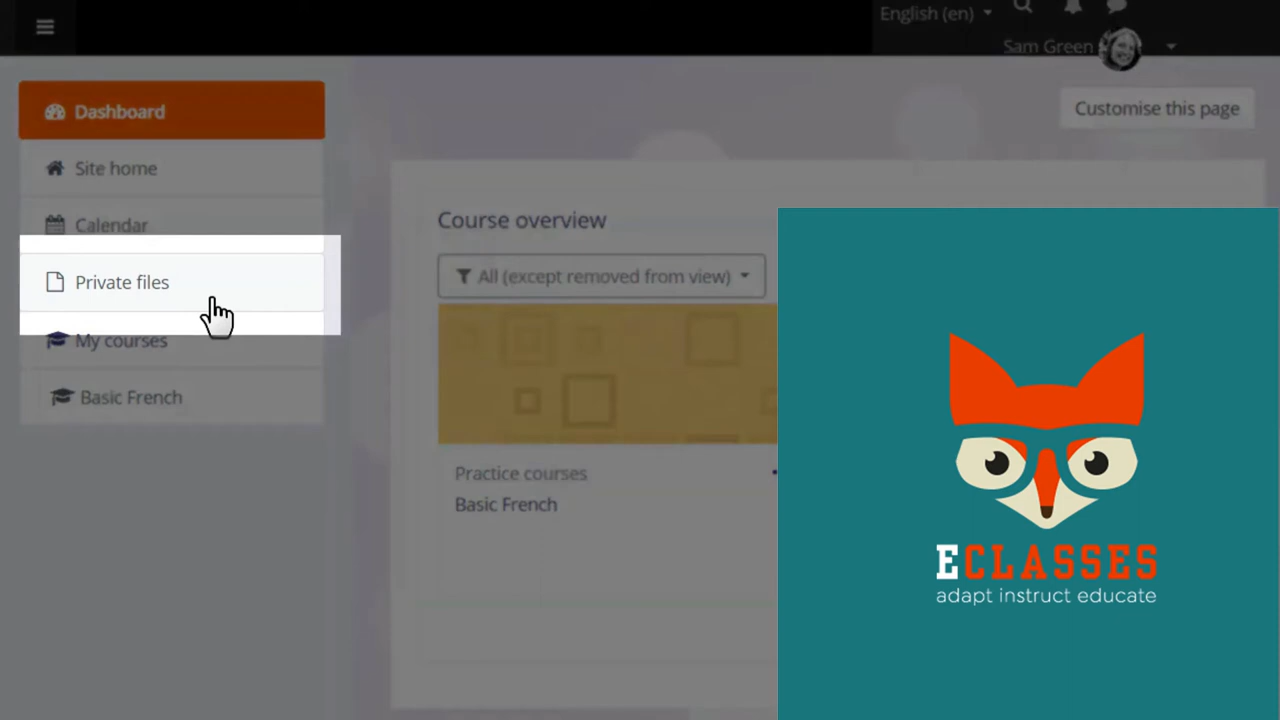 English (en)
Sam Green
Dashboard
Customise this page
Site home
Calendar
Private files
My courses
Basic French
Course overview
All (except removed from view)
Practice courses
Basic French
ECLASSES
adapt instruct educate